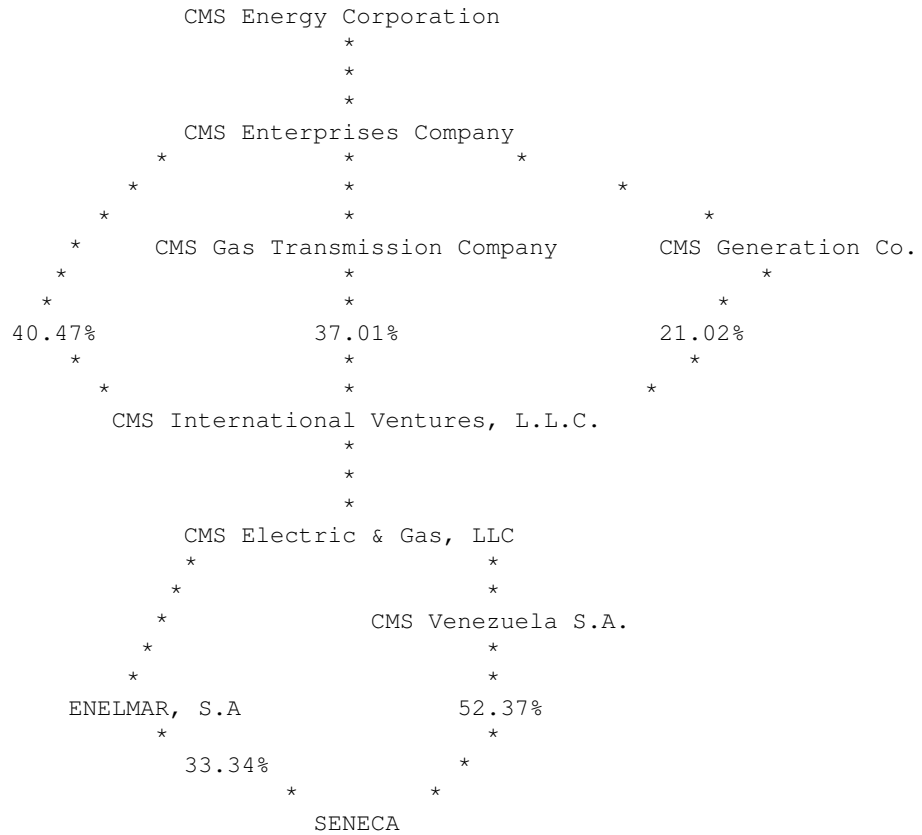 CMS Energy Corporation
*
*
*
CMS Enterprises Company
* * *
* * *
* * *
* CMS Gas Transmission Company CMS Generation Co.
* * *
* * *
40.47% 37.01% 21.02%
* * *
* * *
CMS International Ventures, L.L.C.
*
*
*
CMS Electric & Gas, LLC
* *
* *
* CMS Venezuela S.A.
* *
* *
ENELMAR, S.A 52.37%
* *
33.34% *
* *
SENECA